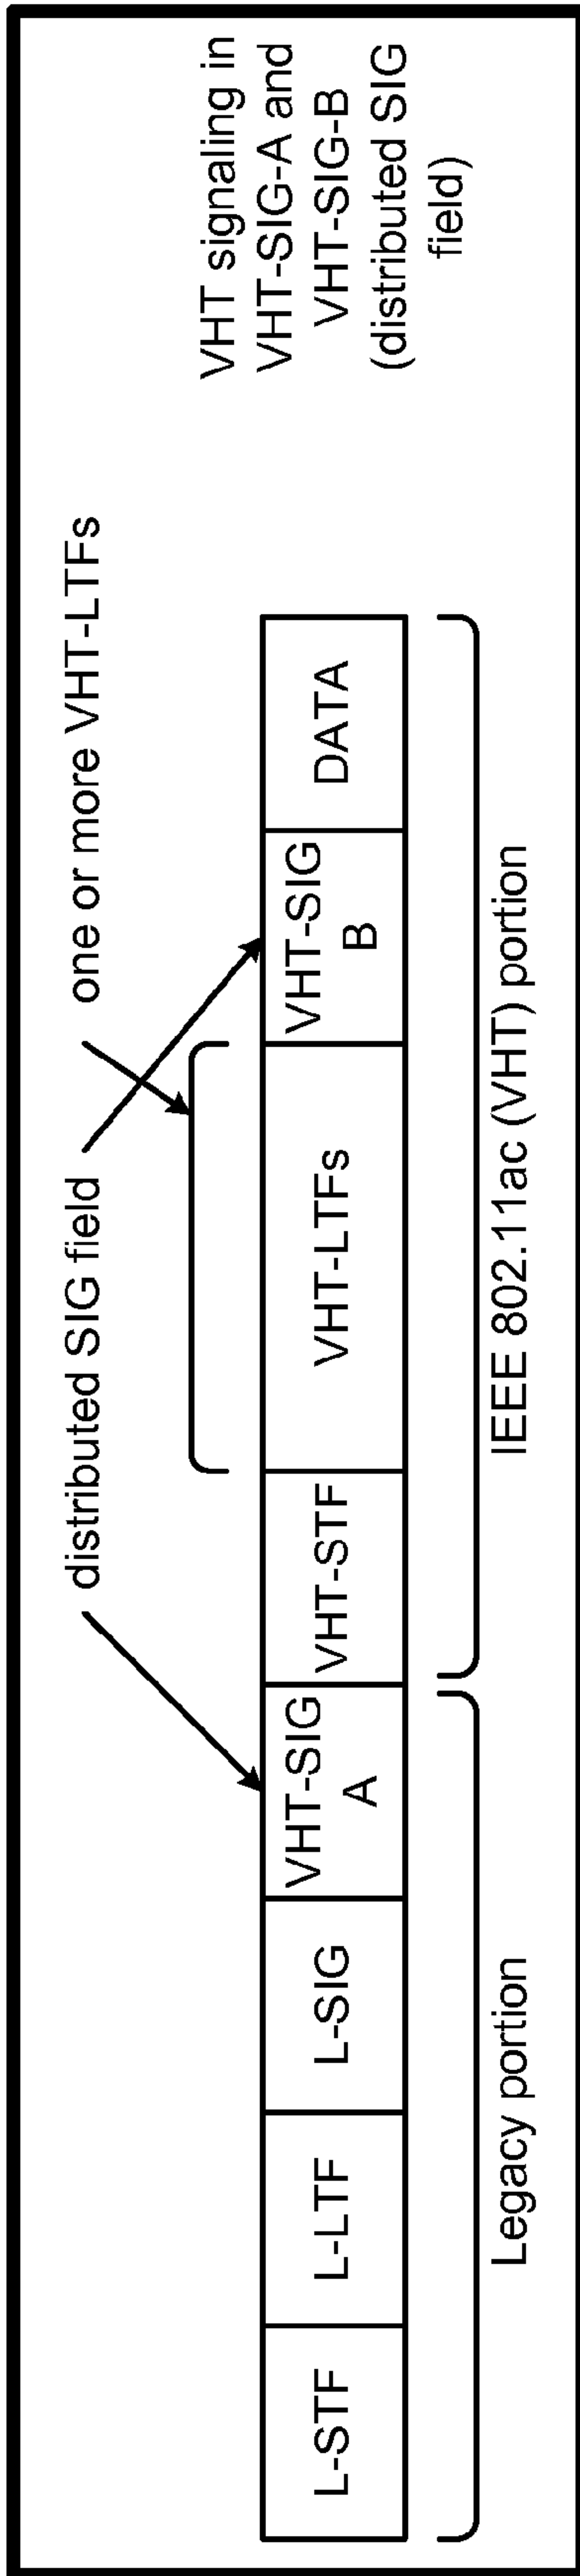 distributed SIG field
one or more VHT-LTFs
VHT signaling in
VHT-SIG-A and
VHT-SIG-B
(distributed SIG
field)
L-STF
L-LTF
L-SIG
VHT-SIG
A
VHT-STF
VHT-LTFs
VHT-SIG
B
DATA
Legacy portion
IEEE 802.11ac (VHT) portion